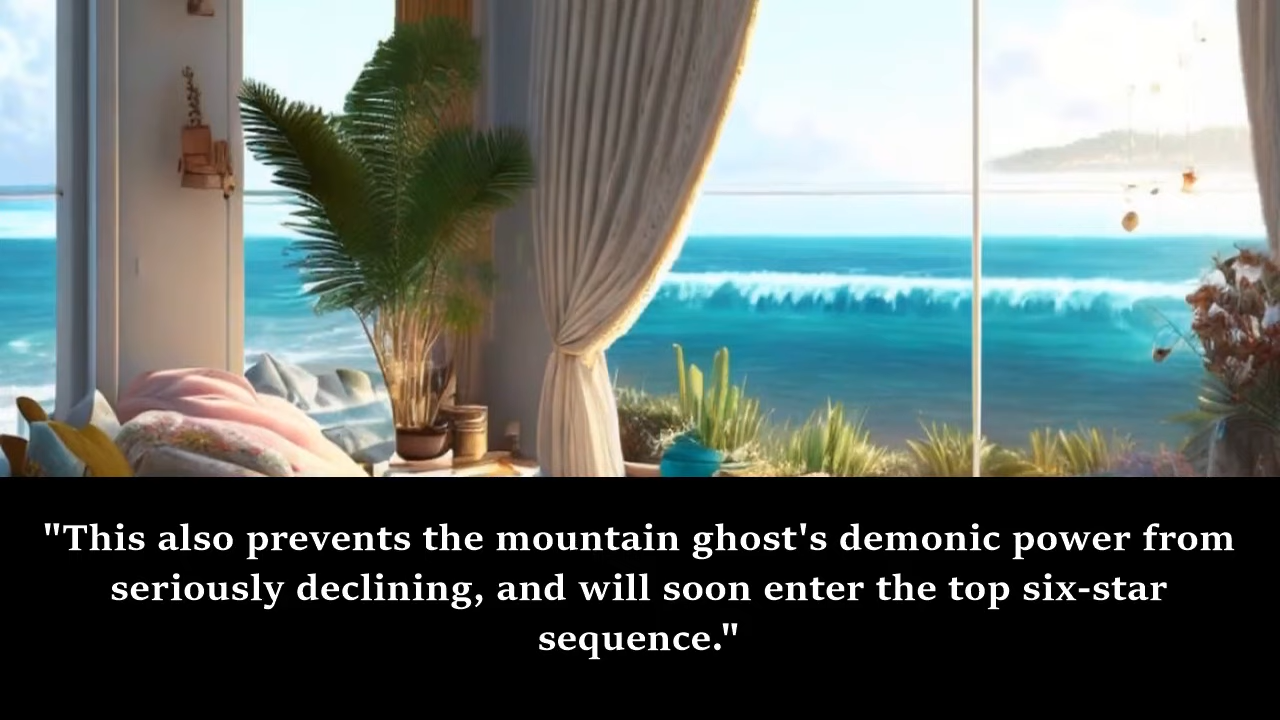 "This also prevents the mountain ghost's demonic power from
seriously declining, and will soon enter the top six-star
sequence."